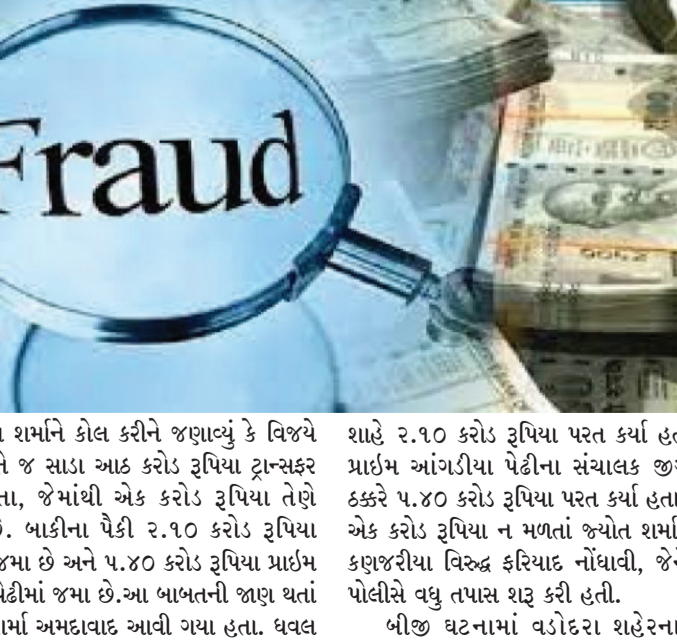 Fraud
શર્માને કોલ કરીને જણાવ્યું કે વિજયે
જ સાડા આઠ કરોડ રૂપિયા ટ્રાન્સફર
જેમાંથી એક કરોડ રૂપિયા તેણે
બાકીના પૈકી ૨.૧૦ કરોડ રૂપિયા
જમા છે અને ૫.૪૦ કરોડ રૂપિયા પ્રાઇમ
પેઢીમાં જમા છે.આ બાબતની જાણ થતાં
અમદાવાદ આવી ગયા હતા. ધવલ
શાહે ૨.૧૦ કરોડ રૂપિયા પરત કર્યા
પ્રાઇમ આંગડીયા પેઢીના સંચાલક
ઠક્કરે ૫.૪૦ કરોડ રૂપિયા પરત કર્યા હતા
એક કરોડ રૂપિયા ન મળતાં જ્યોત શર્મા
કણજરીયા વિરુદ્ધ ફરિયાદ નોંધાવી,
પોલીસે વધુ તપાસ શરૂ કરી હતી.
બીજી ઘટનામાં વડોદરા શહેરના